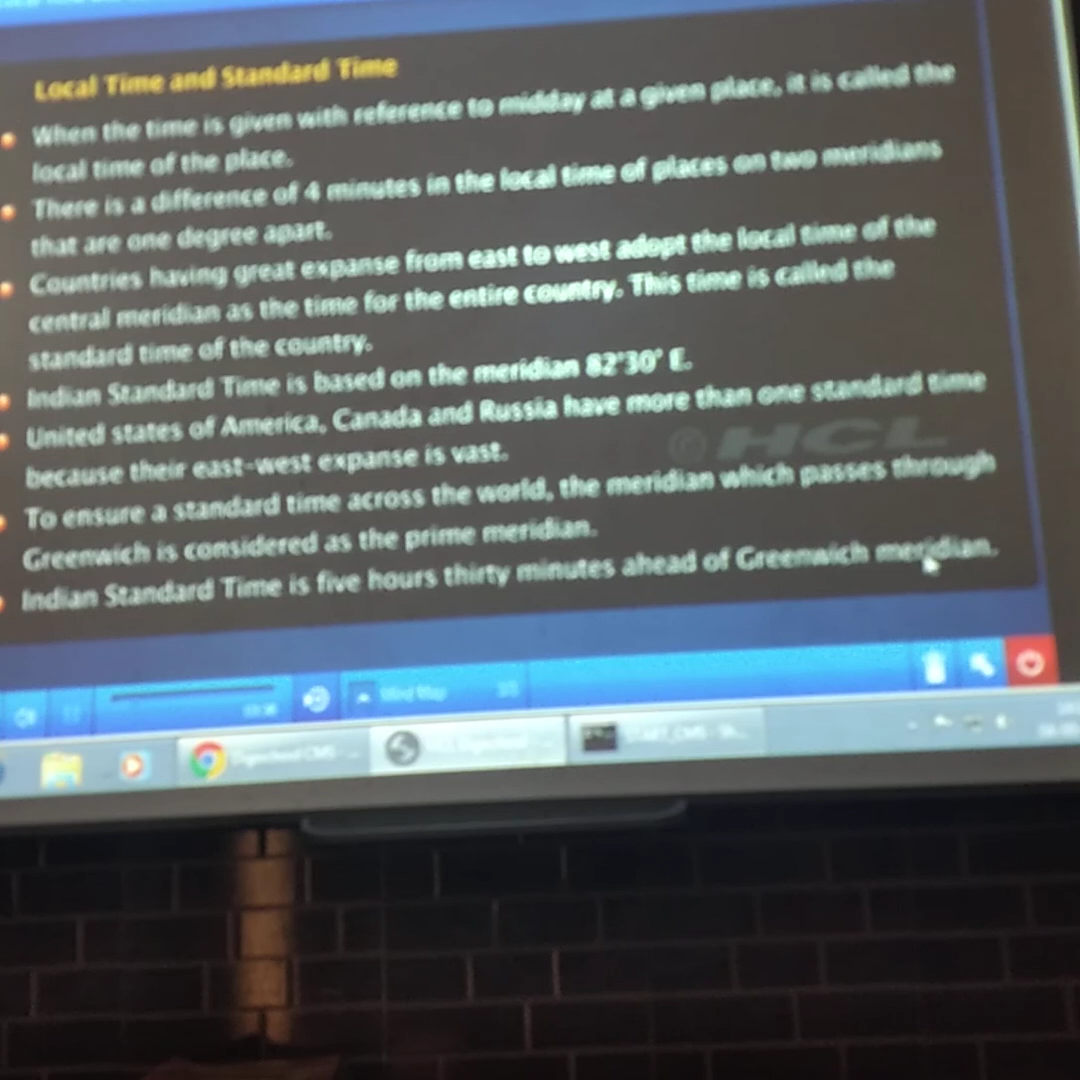 Local Time and Standard Time
When the time is given with reference to midday at a given place, it is called the
local time of the place.
There is a difference of 4 minutes in the local time of places on two meridians
that are one degree apart.
Countries having great expanse from east to west adopt the local time of the
central meridian as the time for the entire country. This time is called the
standard time of the country.
Indian Standard Time is based on the meridian 82°30' E.
United states of America, Canada and Russia have more than one standard time
because their east-west expanse is vast.
© HCL
To ensure a standard time across the world, the meridian which passes through
Greenwich is considered as the prime meridian.
Indian Standard Time is five hours thirty minutes ahead of Greenwich meridian.
Mind Map